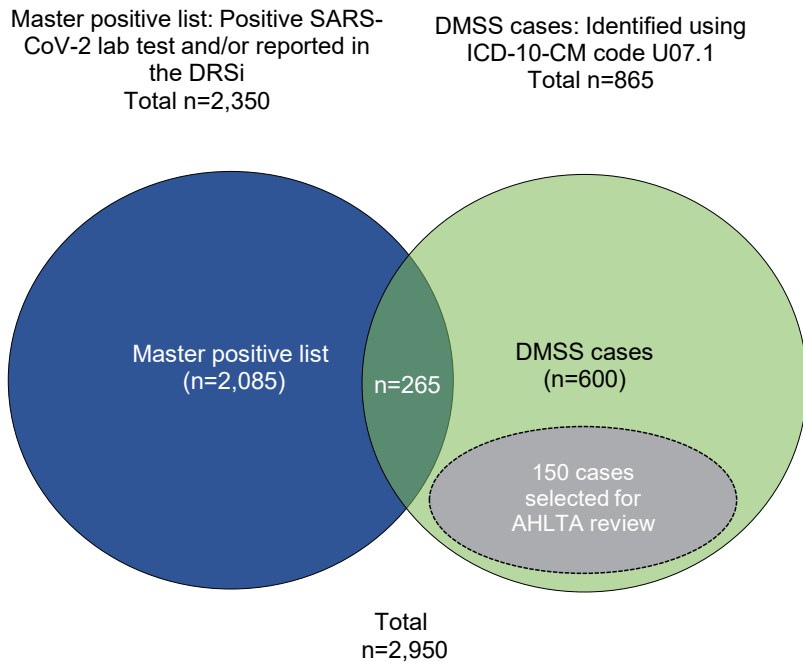 Master positive list: Positive SARS-
CoV-2 lab test and/or reported in
the DRSi
Total n=2,350
DMSS cases: Identified using
ICD-10-CM code U07.1
Total n=865
Master positive list
(n=2,085)
n=265
DMSS cases
(n=600)
150 cases
selected for
AHLTA review
Total
n=2,950